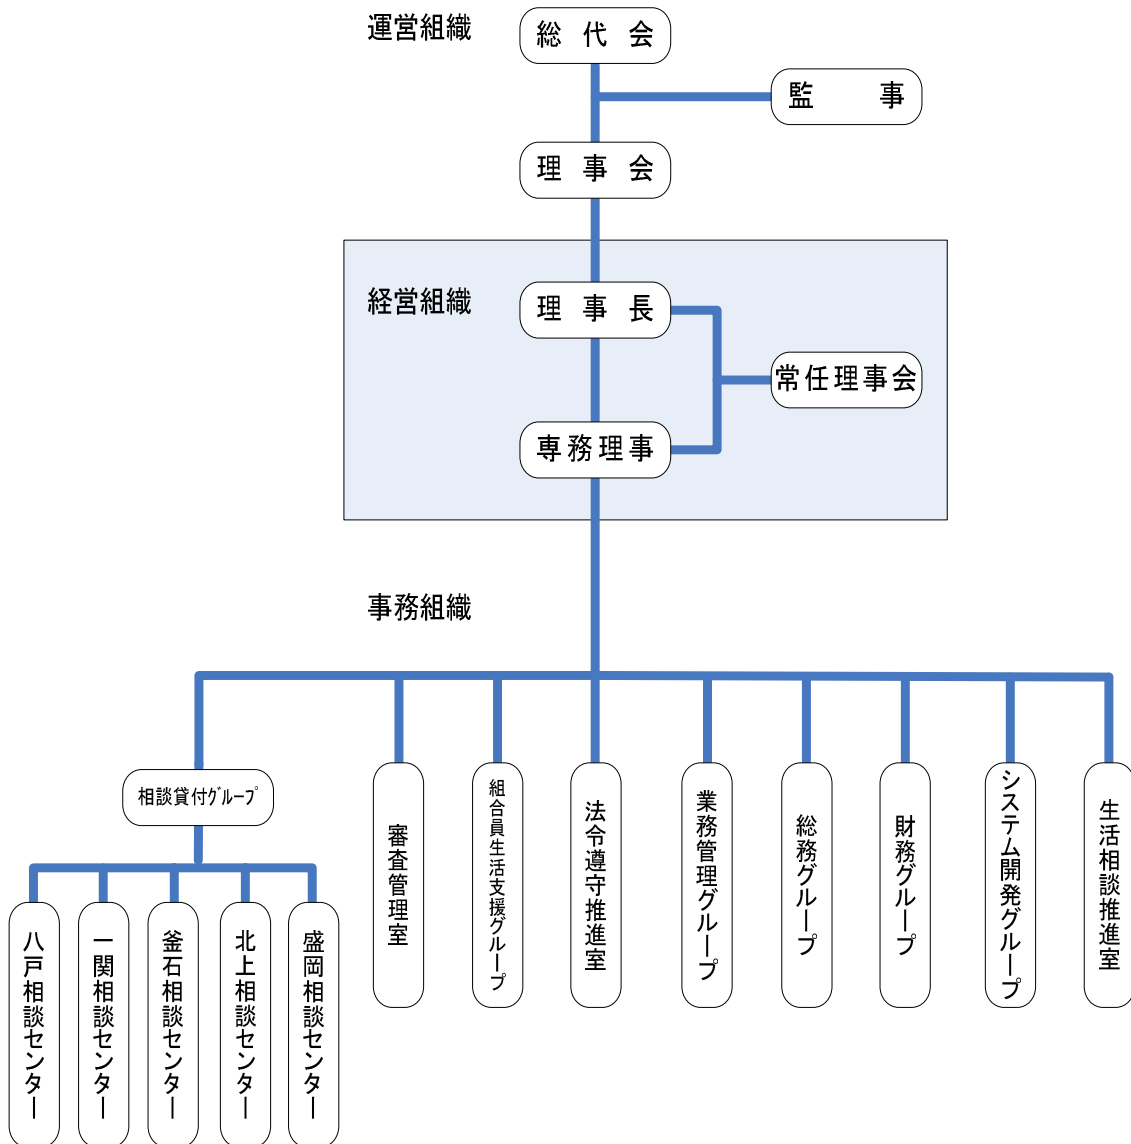 運営組織
総代会
監事
理事会
経営組織
理事長
常任理事会
専務理事
事務組織
相談貸付グループ
審査管理室
組合員生活支援グループ
法令遵守推進室
業務管理グループ
総務グループ
財務グループ
システム開発グループ
生活相談推進室
八戸相談センター
一関相談センター
釜石相談センター
北上相談センター
盛岡相談センター